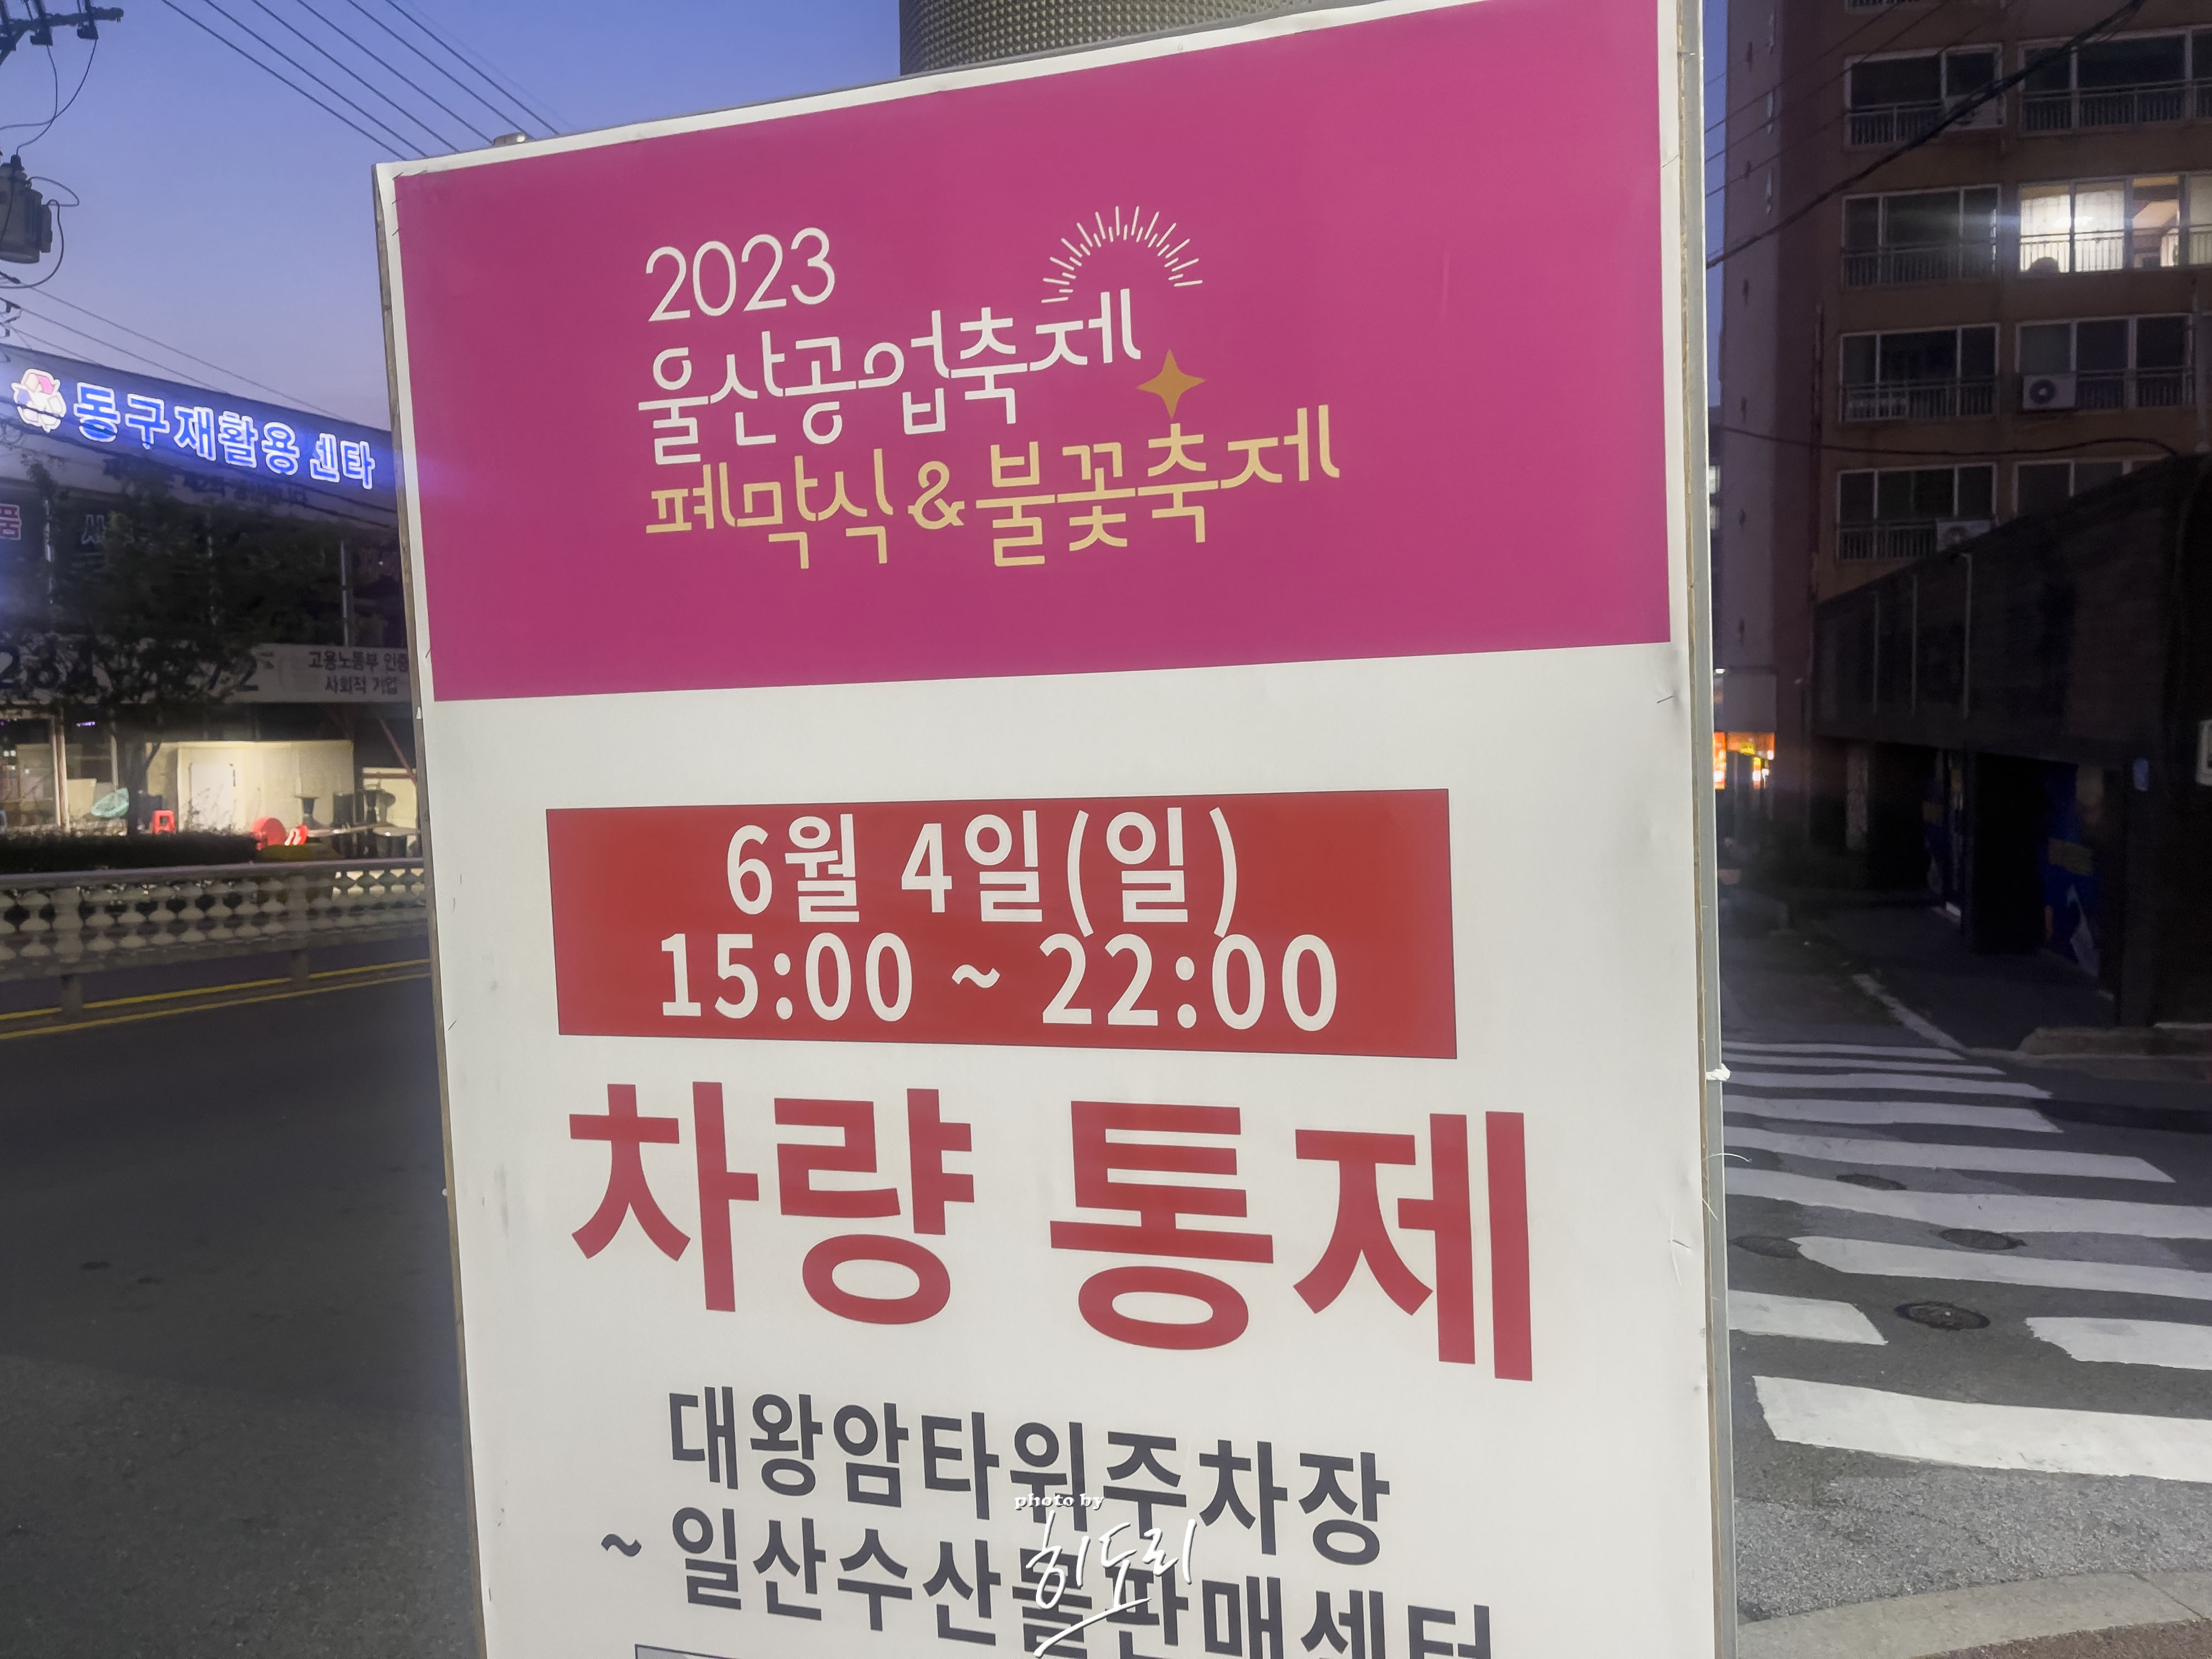 2023
울산공업축제
폐막식 & 불꽃축제
6월 4일(일)
15:00 ~ 22:00
차량 통제
대왕암타워주차장
~ 일산수산물판매센터
photo by
히도리
동구재활용 센타
고용노동부 인증
사회적 기업